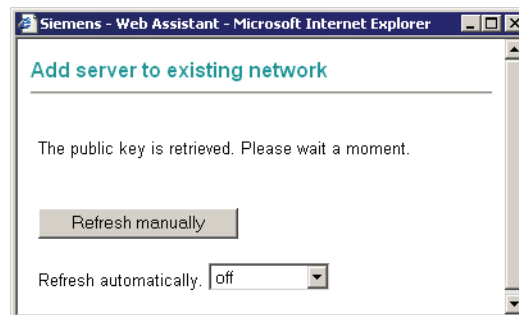 Siemens - Web Assistant - Microsoft Internet Explorer
Add server to existing network
The public key is retrieved. Please wait a moment.
Refresh manually
Refresh automatically. off